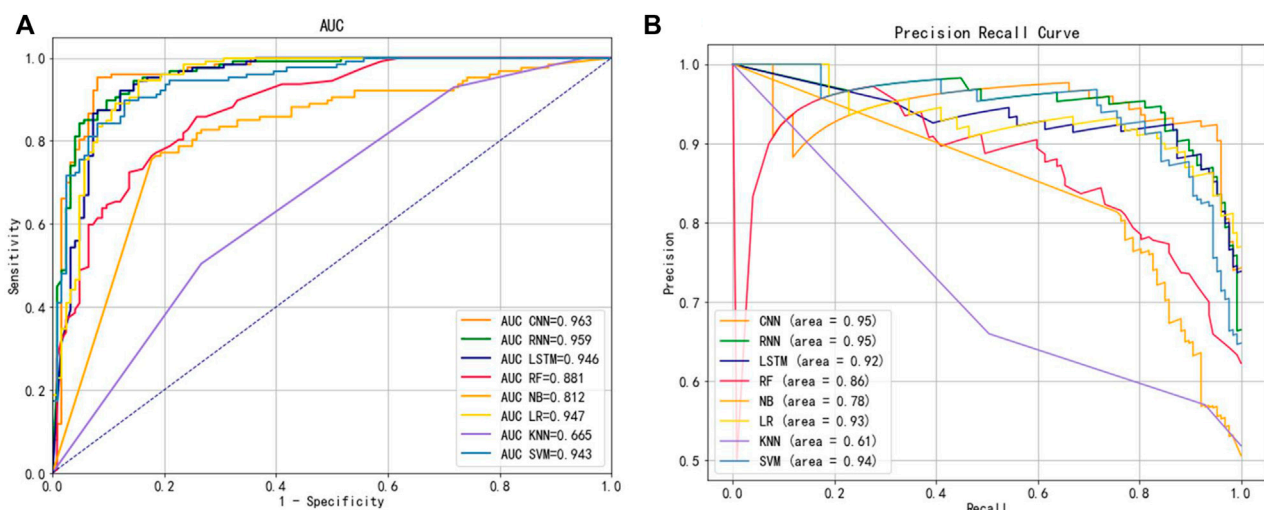 A
AUC
1.0
0.8
0.6
0.4
0.2
0.0
Sensitivity
0.0 0.2 0.4 0.6 0.8 1.0
1 - Specificity
AUC CNN=0.963
AUC RNN=0.959
AUC LSTM=0.946
AUC RF=0.881
AUC NB=0.812
AUC LR=0.947
AUC KNN=0.665
AUC SVM=0.943
B
Precision Recall Curve
1.0
0.9
0.8
0.7
0.6
0.5
Precision
CNN (area = 0.95)
RNN (area = 0.95)
LSTM (area = 0.92)
RF (area = 0.86)
NB (area = 0.78)
LR (area = 0.93)
KNN (area = 0.61)
SVM (area = 0.94)
0.0 0.2 0.4 0.6 0.8 1.0
Recall